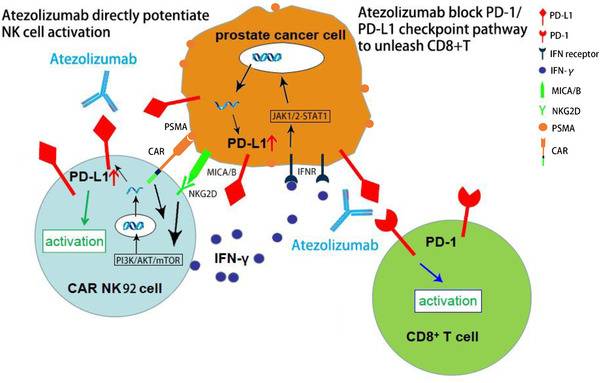 Atezolizumab directly potentiate
NK cell activation
Atezolizumab block PD-1/
PD-L1 checkpoint pathway
to unleash CD8+T
prostate cancer cell
Atezolizumab
JAK1/2-STAT1
PSMA
CAR
PD-L1
MICA/B
IFNR
NKG2D
PD-L1
activation
PI3K/AKT/mTOR
CAR NK92 cell
IFN-γ
Atezolizumab
PD-1
activation
CD8+ T cell
PD-L1
PD-1
IFN receptor
IFN-γ
MICA/B
NKG2D
PSMA
CAR